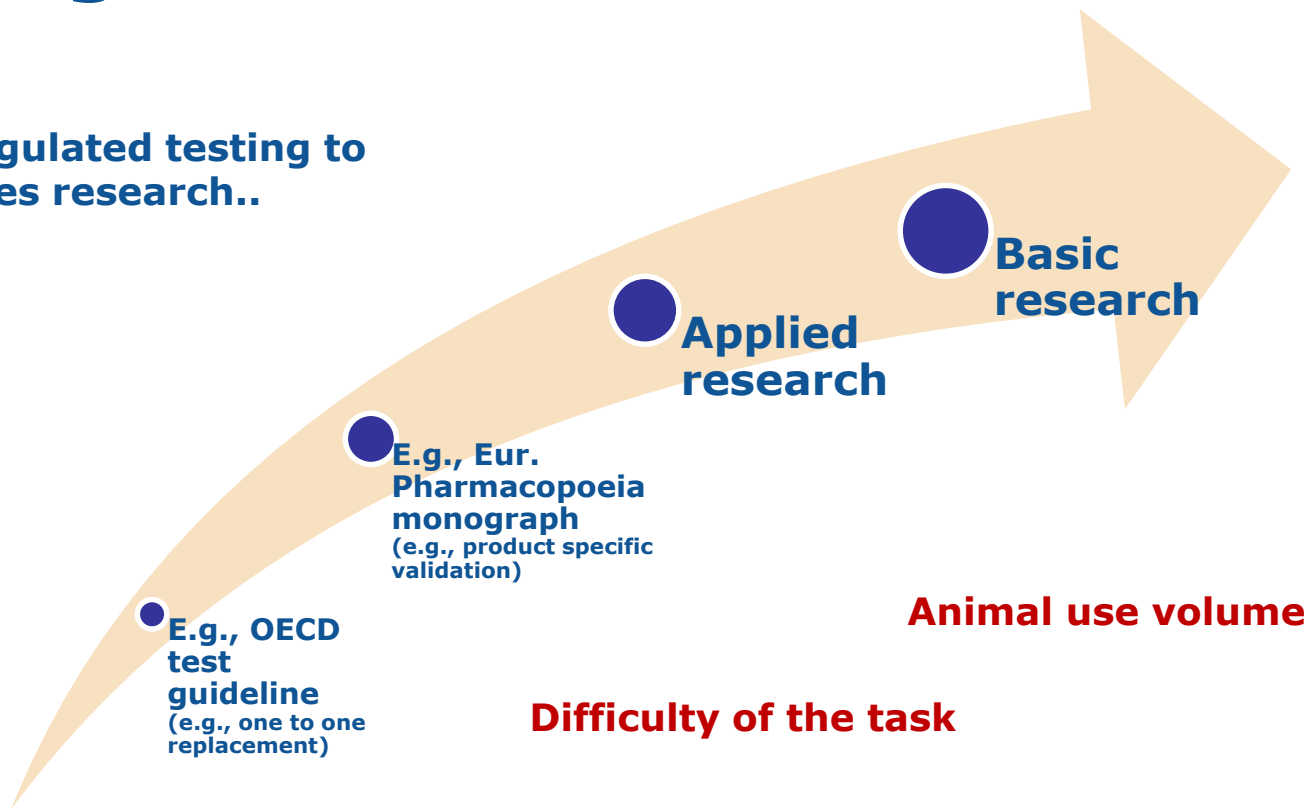 gulated testing to
es research..
Basic
research
Applied
research
E.g., Eur.
Pharmacopoeia
monograph
(e.g., product specific
validation)
E.g., OECD
test
guideline
(e.g., one to one
replacement)
Animal use volume
Difficulty of the task